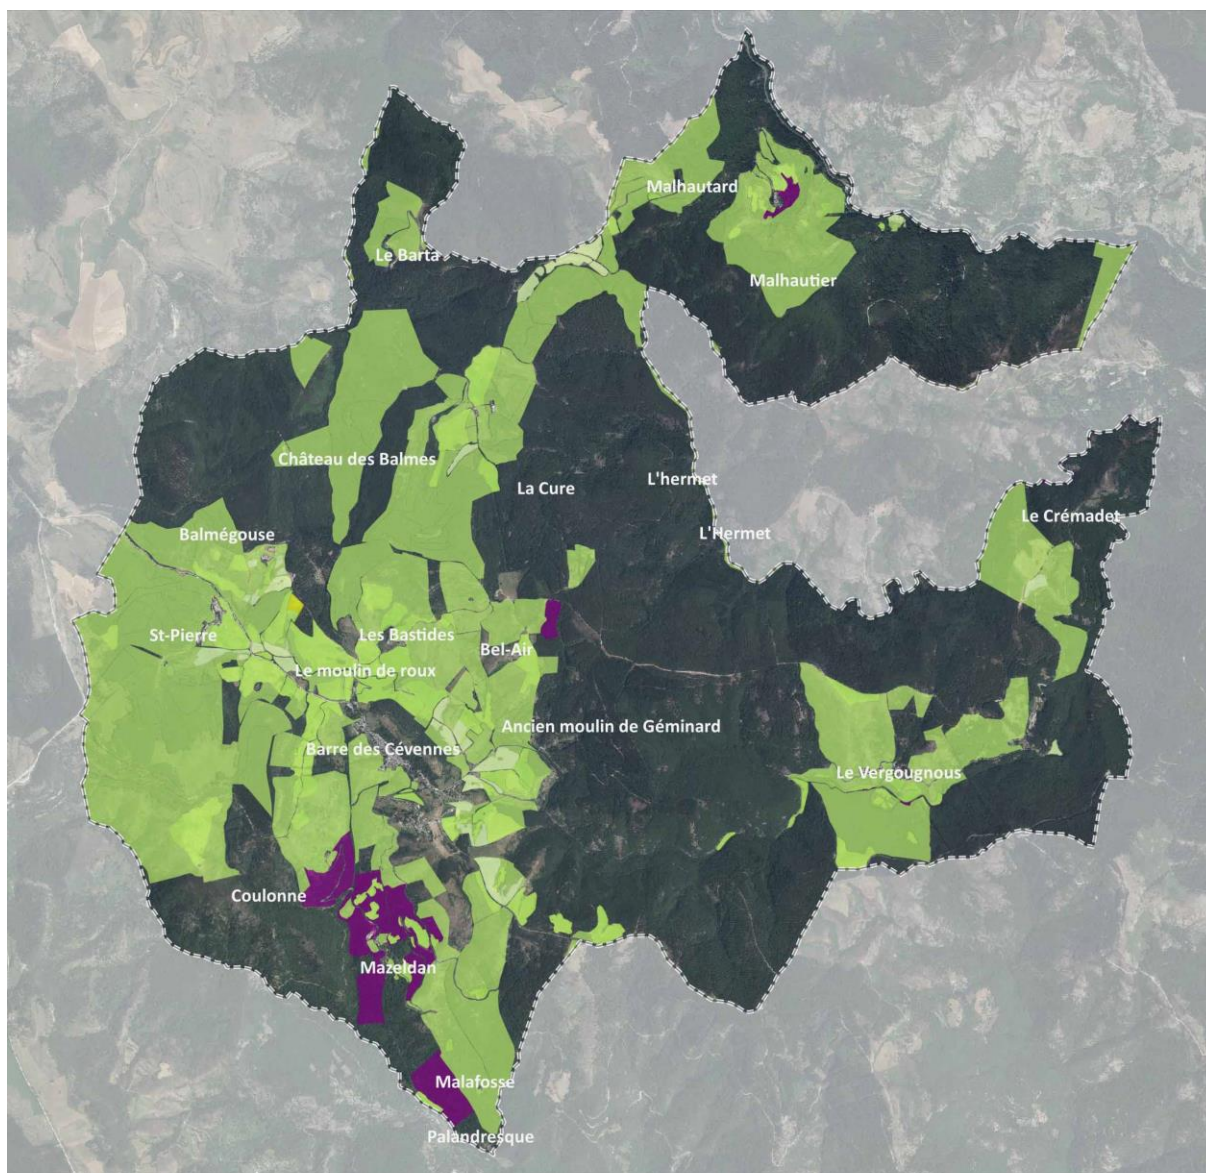 Malhautard
Le Barta
Malhautier
Château des Balmes
L'hermet
La Cure
Le Crémadet
Balmégouse
L'Hermet
St-Pierre
Les Bastides
Bel-Air
Le moulin de roux
Ancien moulin de Géminard
Barre des Cévennes
Le Vergougnous
Coulonne
Mazeldan
Malafosse
Palandresque